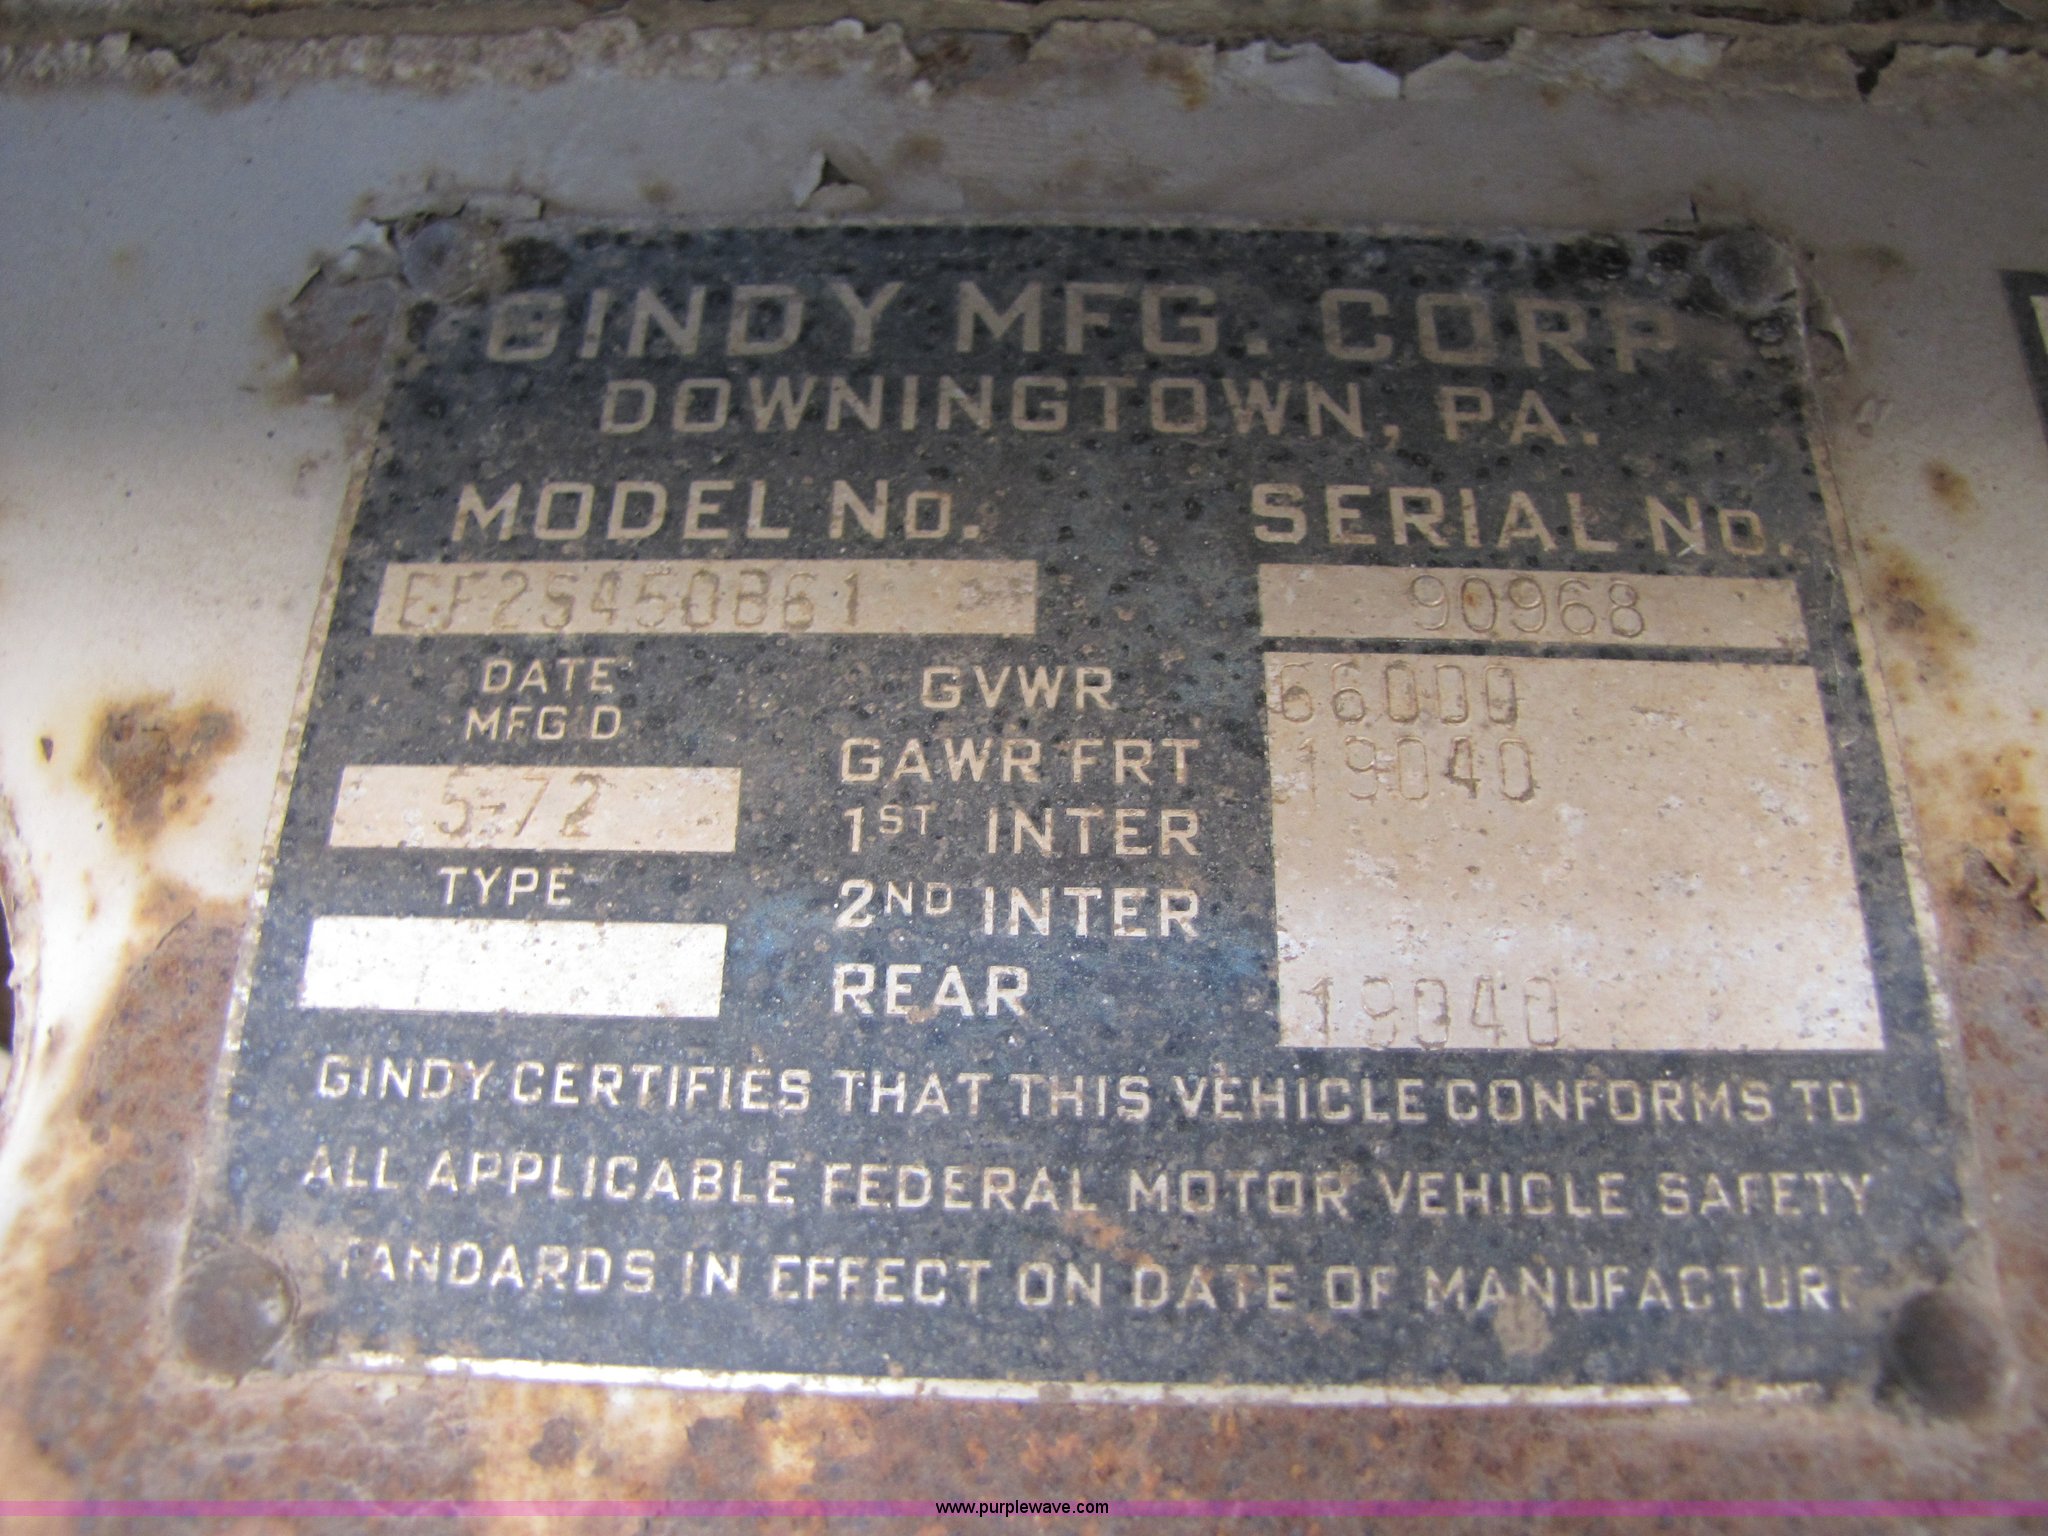 GINDY MFG. CORP
DOWNINGTOWN, PA.
MODEL No. SERIAL No.
EF2S450B61 90968
DATE MFG'D
5-72
TYPE
GVWR 66000
GAWR FRT 19040
1ST INTER
2ND INTER
REAR 19040
GINDY CERTIFIES THAT THIS VEHICLE CONFORMS TO
ALL APPLICABLE FEDERAL MOTOR VEHICLE SAFETY
TANDARDS IN EFFECT ON DATE OF MANUFACTURE
www.purplewave.com